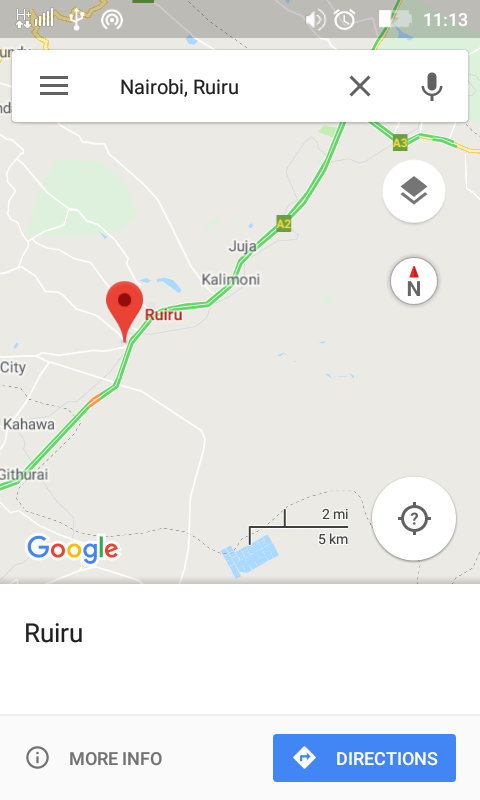 H+ 11:13
Nairobi, Ruiru
A3
A2
N
Juja
Kalimoni
Ruiru
City
Kahawa
Githurai
2 mi
5 km
?
Google
Ruiru
MORE INFO
DIRECTIONS